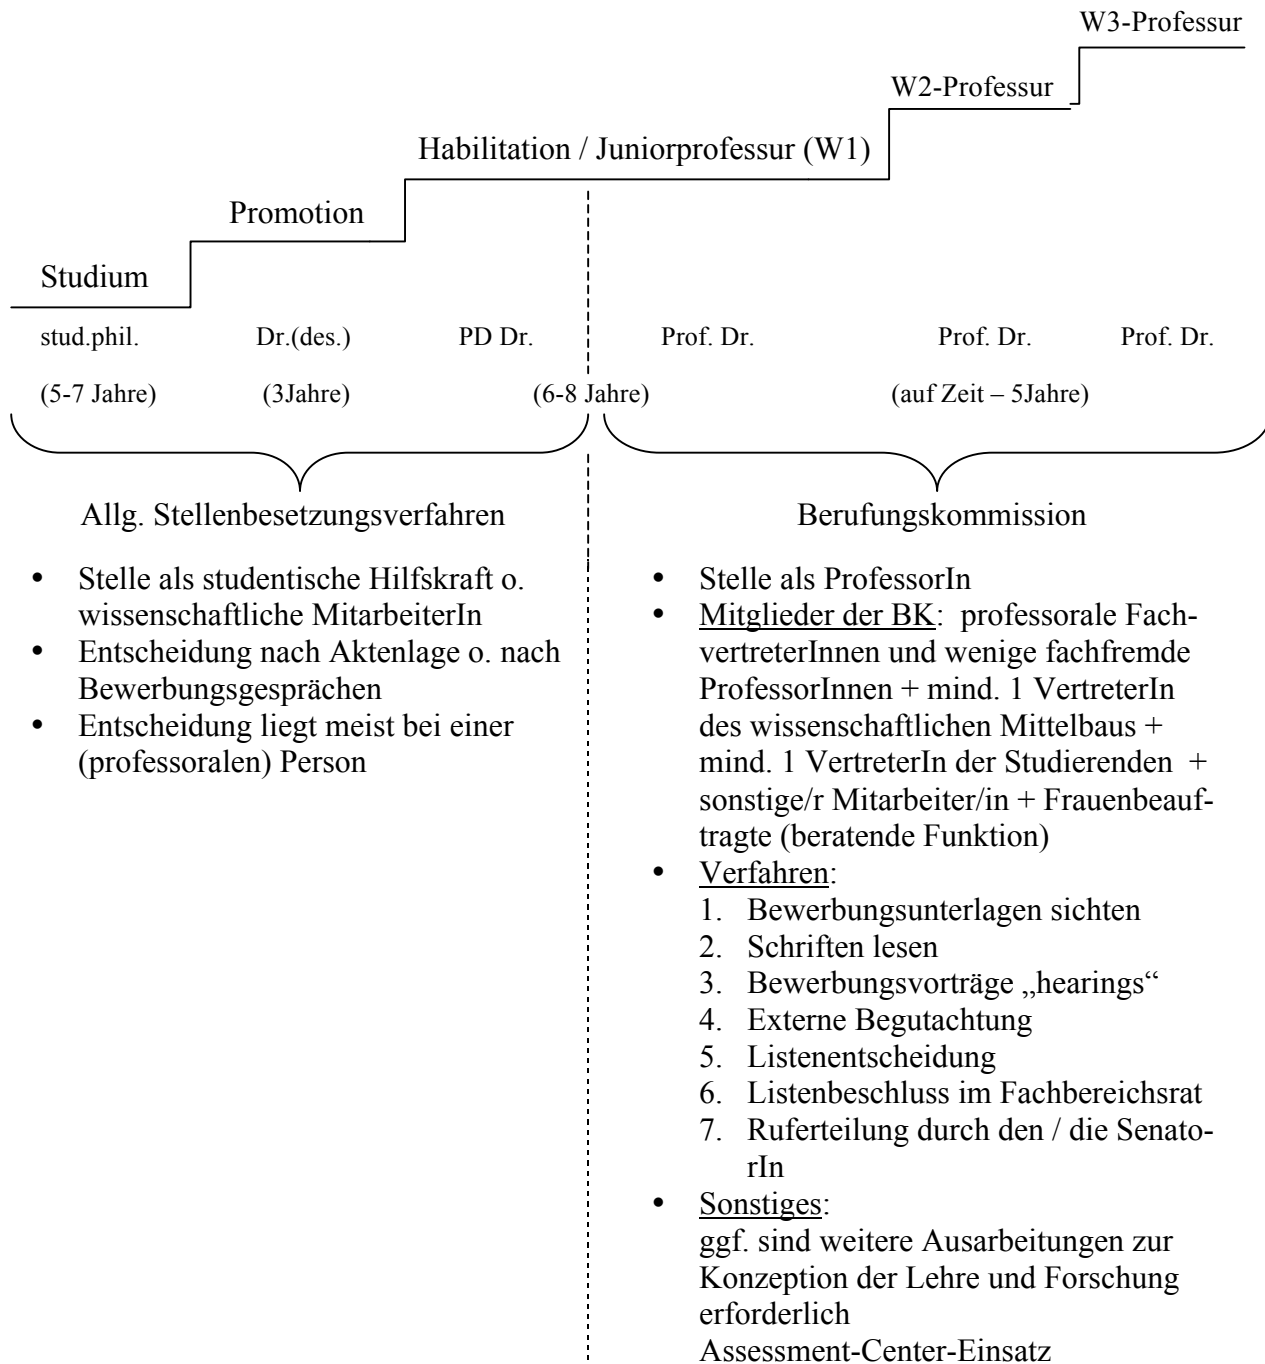 W3-Professur
W2-Professur
Habilitation / Juniorprofessur (W1)
Promotion
Studium
stud.phil. Dr.(des.) PD Dr. Prof. Dr. Prof. Dr. Prof. Dr.
(5-7 Jahre) (3Jahre) (6-8 Jahre) (auf Zeit – 5Jahre)
Allg. Stellenbesetzungsverfahren
• Stelle als studentische Hilfskraft o.
wissenschaftliche MitarbeiterIn
• Entscheidung nach Aktenlage o. nach
Bewerbungsgesprächen
• Entscheidung liegt meist bei einer
(professoralen) Person
Berufungskommission
• Stelle als ProfessorIn
• Mitglieder der BK: professorale Fach-
vertreterInnen und wenige fachfremde
ProfessorInnen + mind. 1 VertreterIn
des wissenschaftlichen Mittelbaus +
mind. 1 VertreterIn der Studierenden +
sonstige/r Mitarbeiter/in + Frauenbeauf-
tragte (beratende Funktion)
• Verfahren:
1. Bewerbungsunterlagen sichten
2. Schriften lesen
3. Bewerbungsvorträge „hearings“
4. Externe Begutachtung
5. Listenentscheidung
6. Listenbeschluss im Fachbereichsrat
7. Ruferteilung durch den / die Senato-
rIn
• Sonstiges:
ggf. sind weitere Ausarbeitungen zur
Konzeption der Lehre und Forschung
erforderlich
Assessment-Center-Einsatz